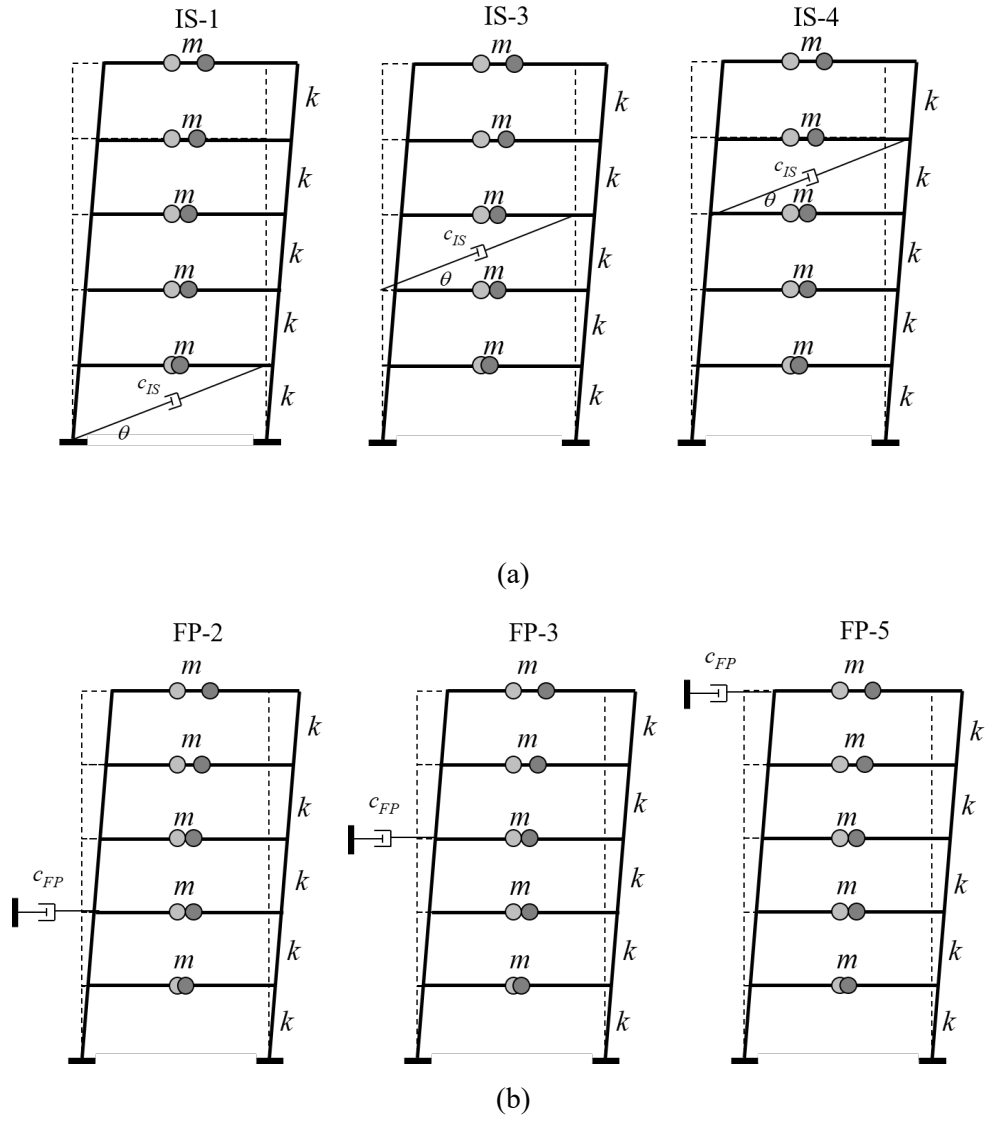 IS-1 IS-3 IS-4
m m m
k k k
m m m
c_IS
k k k
m m θ m
c_IS
k k k
m θ m m
k k k
m m m
c_IS
k k k
θ
(a)
FP-2 FP-3 FP-5
c_FP
m m m
k k k
m m m
c_FP
k k k
m m m
c_FP
k k k
m m m
k k k
m m m
k k k
(b)